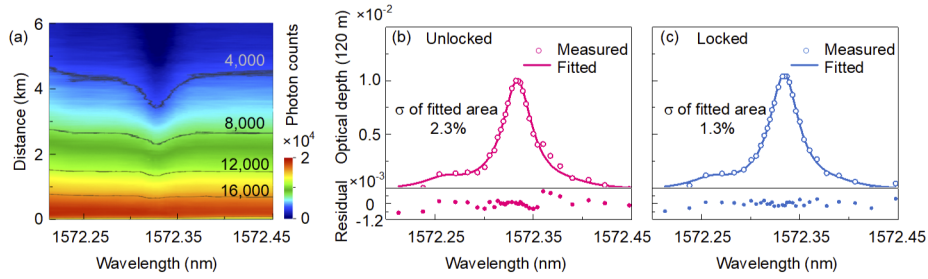 (a)
6
4
2
0
Distance (km)
4,000
8,000
12,000
16,000
1572.25
1572.35
1572.45
Wavelength (nm)
Photon counts
×10⁴
2
0
(b)
Unlocked
×10⁻²
1.0
0.5
Optical depth (120 m)
Measured
Fitted
σ of fitted area
2.3%
×10⁻³
0
-1.2
Residual
1572.25
1572.35
1572.45
Wavelength (nm)
(c)
Locked
Measured
Fitted
σ of fitted area
1.3%
1572.25
1572.35
1572.45
Wavelength (nm)